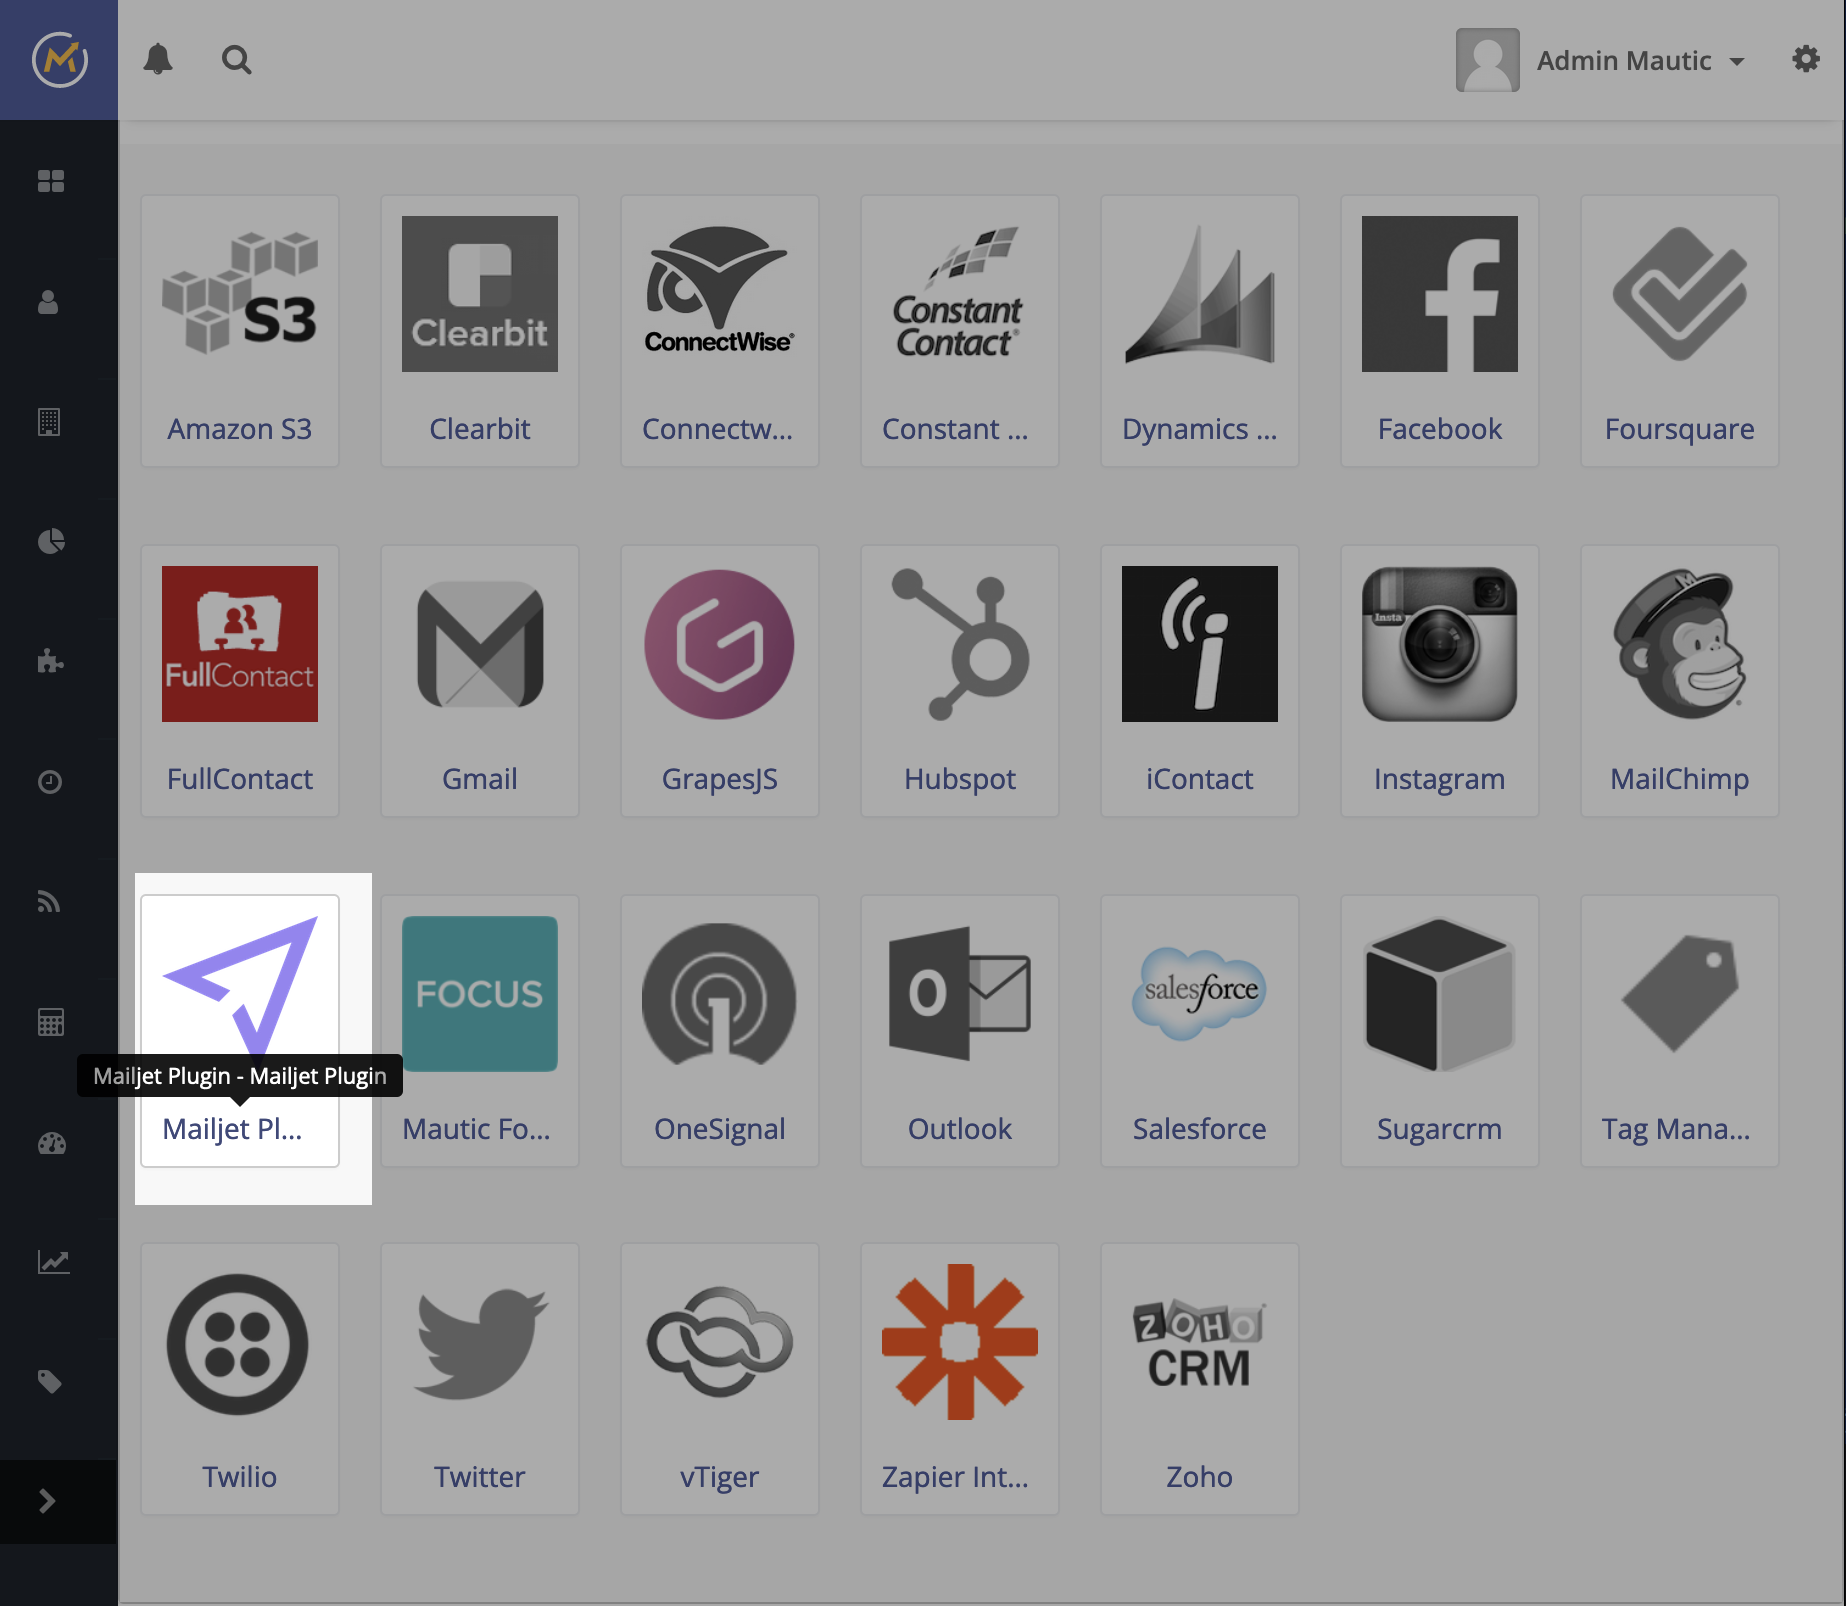 Admin Mautic
S3
Clearbit
ConnectWise
Constant
Contact
Amazon S3
Clearbit
Connectw...
Constant ...
Dynamics ...
Facebook
Foursquare
FullContact
Insta
FullContact
Gmail
GrapesJS
Hubspot
iContact
Instagram
MailChimp
FOCUS
salesforce
Mailjet Plugin - Mailjet Plugin
Mailjet Pl...
Mautic Fo...
OneSignal
Outlook
Salesforce
Sugarcrm
Tag Mana...
ZOHO
CRM
Twilio
Twitter
vTiger
Zapier Int...
Zoho